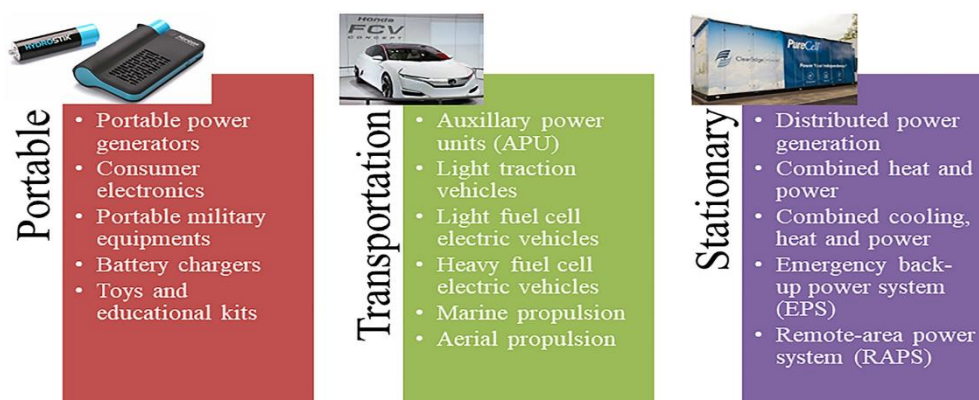 HYDROSTIX
Honda
FCV
CONCEPT
PureCell
ClearEdge
Portable
• Portable power
generators
• Consumer
electronics
• Portable military
equipments
• Battery chargers
• Toys and
educational kits
Transportation
• Auxillary power
units (APU)
• Light traction
vehicles
• Light fuel cell
electric vehicles
• Heavy fuel cell
electric vehicles
• Marine propulsion
• Aerial propulsion
Stationary
• Distributed power
generation
• Combined heat and
power
• Combined cooling,
heat and power
• Emergency back-
up power system
(EPS)
• Remote-area power
system (RAPS)